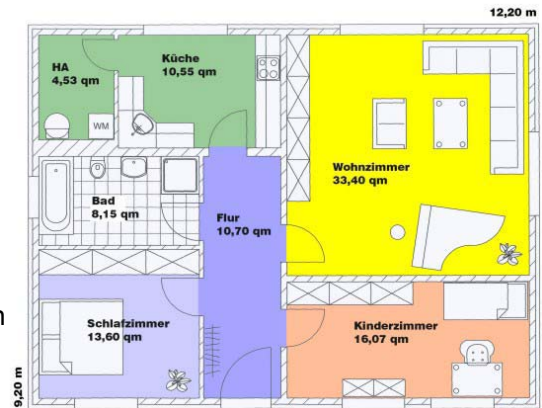 12,20 m
HA
4,53 qm
Küche
10,55 qm
WM
Wohnzimmer
33,40 qm
Bad
8,15 qm
Flur
10,70 qm
Schlafzimmer
13,60 qm
Kinderzimmer
16,07 qm
9,20 m